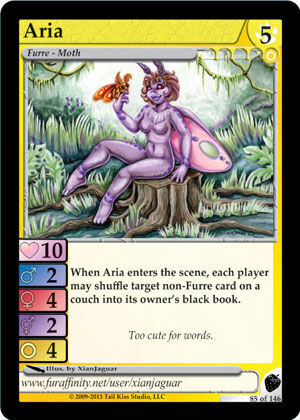 Aria
5
Furre - Moth
10
2
4
2
4
When Aria enters the scene, each player
may shuffle target non-Furre card on a
couch into its owner's black book.
Too cute for words.
Illus. by XianJaguar
www.furaffinity.net/user/xianjaguar
85 of 146
©2009-2013 Tail Kiss Studio, LLC